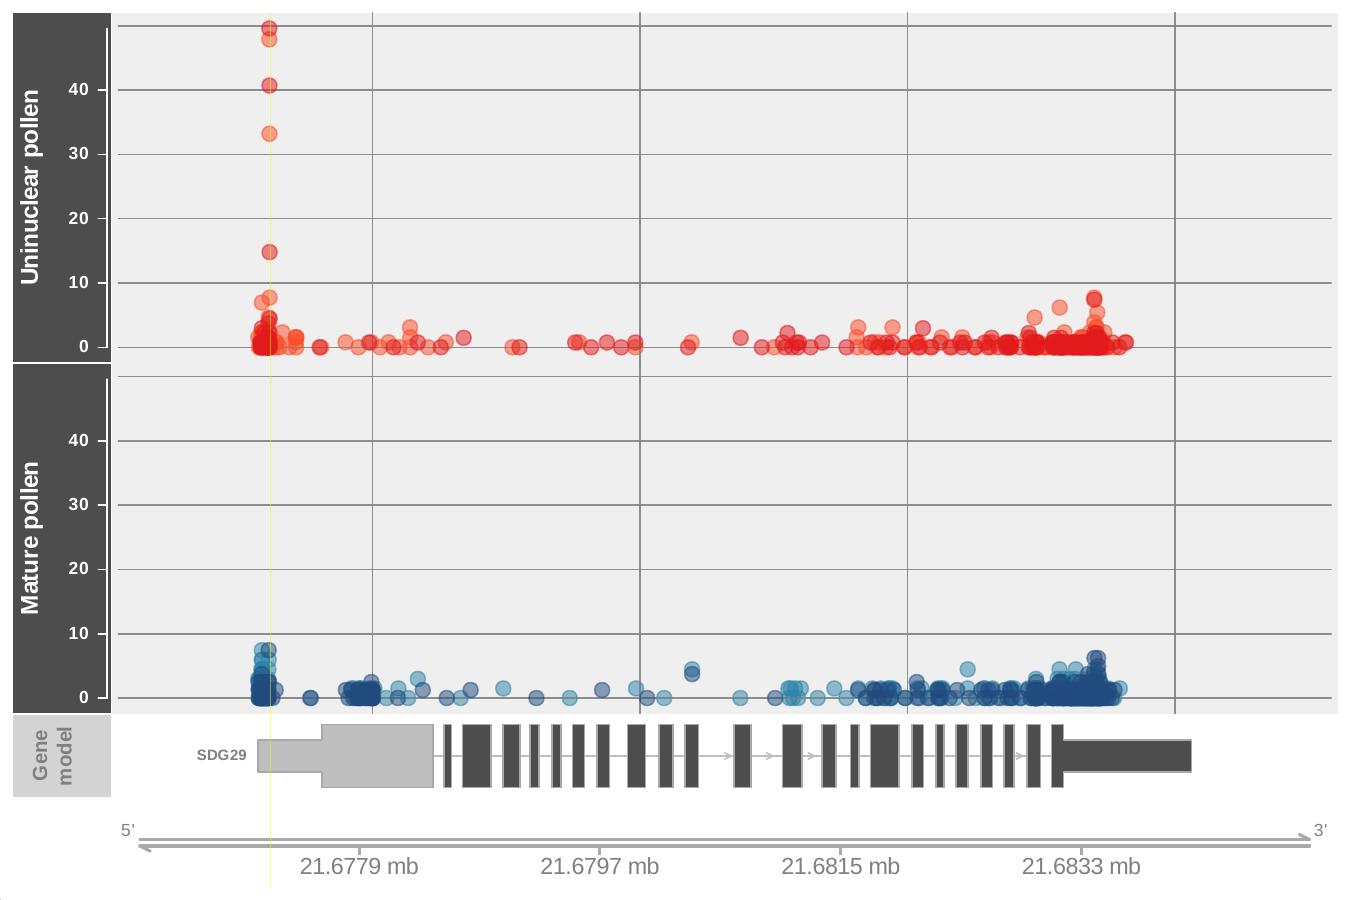 Uninuclear pollen
40
30
20
10
0
Mature pollen
40
30
20
10
0
Gene
model
SDG29
5'
3'
21.6779 mb
21.6797 mb
21.6815 mb
21.6833 mb